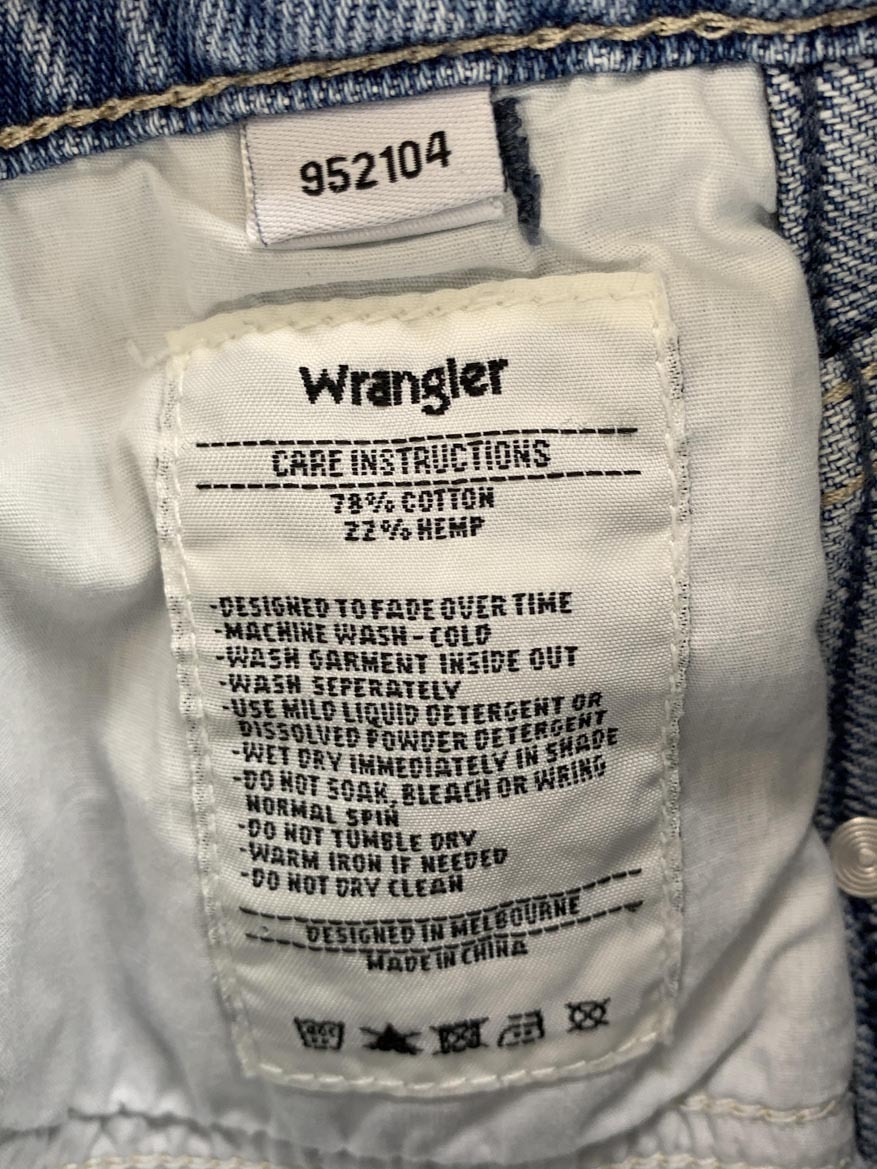 952104
Wrangler
CARE INSTRUCTIONS
78% COTTON
22% HEMP
-DESIGNED TO FADE OVER TIME
-MACHINE WASH - COLD
-WASH GARMENT INSIDE OUT
-WASH SEPERATELY
-USE MILD LIQUID DETERGENT OR
DISSOLVED POWDER DETERGENT
-WET DRY IMMEDIATELY IN SHADE
-DO NOT SOAK, BLEACH OR WRING
NORMAL SPIN
-DO NOT TUMBLE DRY
-WARM IRON IF NEEDED
-DO NOT DRY CLEAN
DESIGNED IN MELBOURNE
MADE IN CHINA